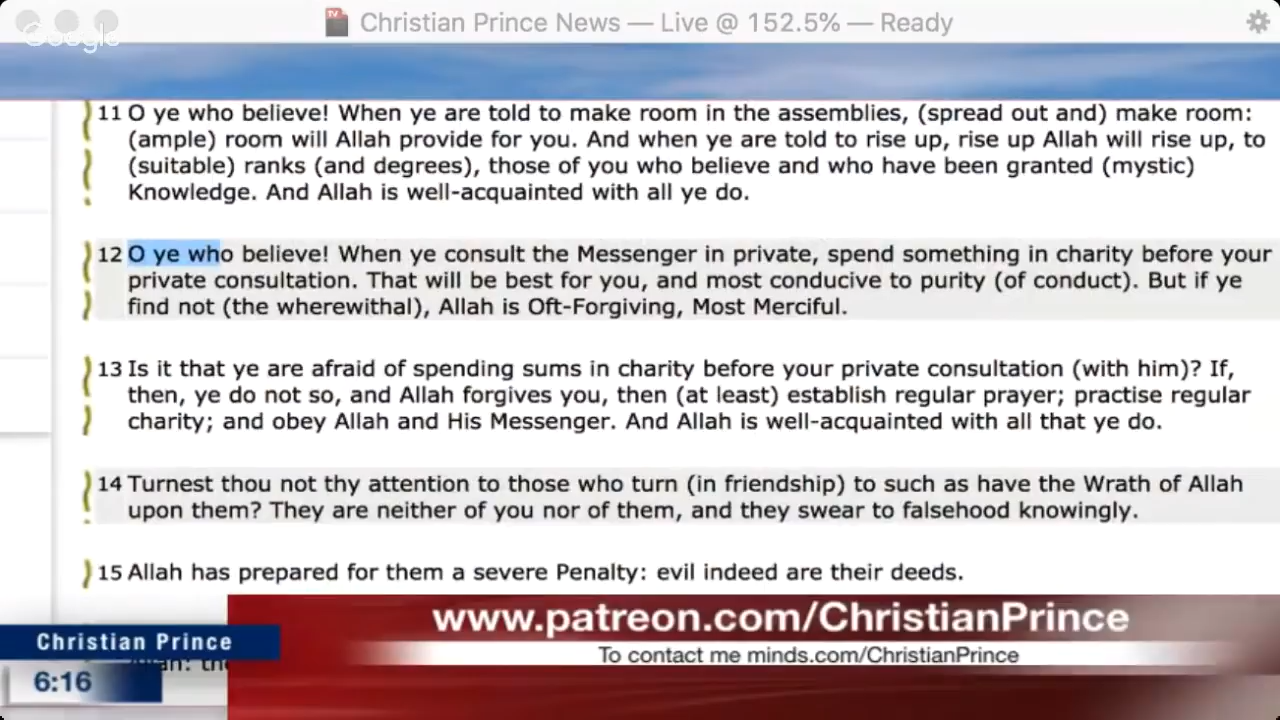 Christian Prince News — Live @ 152.5% — Ready
Google
11 O ye who believe! When ye are told to make room in the assemblies, (spread out and) make room:
(ample) room will Allah provide for you. And when ye are told to rise up, rise up Allah will rise up, to
(suitable) ranks (and degrees), those of you who believe and who have been granted (mystic)
Knowledge. And Allah is well-acquainted with all ye do.
12 O ye who believe! When ye consult the Messenger in private, spend something in charity before your
private consultation. That will be best for you, and most conducive to purity (of conduct). But if ye
find not (the wherewithal), Allah is Oft-Forgiving, Most Merciful.
13 Is it that ye are afraid of spending sums in charity before your private consultation (with him)? If,
then, ye do not so, and Allah forgives you, then (at least) establish regular prayer; practise regular
charity; and obey Allah and His Messenger. And Allah is well-acquainted with all that ye do.
14 Turnest thou not thy attention to those who turn (in friendship) to such as have the Wrath of Allah
upon them? They are neither of you nor of them, and they swear to falsehood knowingly.
15 Allah has prepared for them a severe Penalty: evil indeed are their deeds.
www.patreon.com/ChristianPrince
Christian Prince
To contact me minds.com/ChristianPrince
6:16